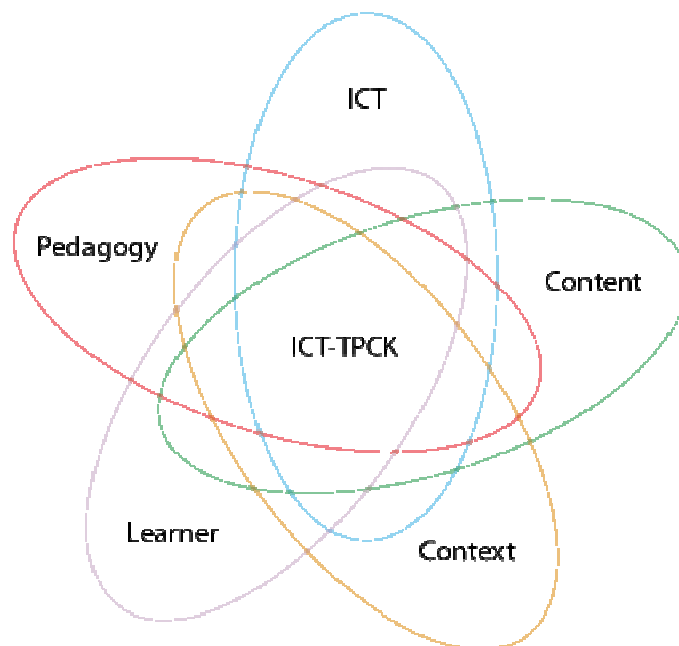 ICT
Pedagogy
Content
ICT-TPCK
Learner
Context